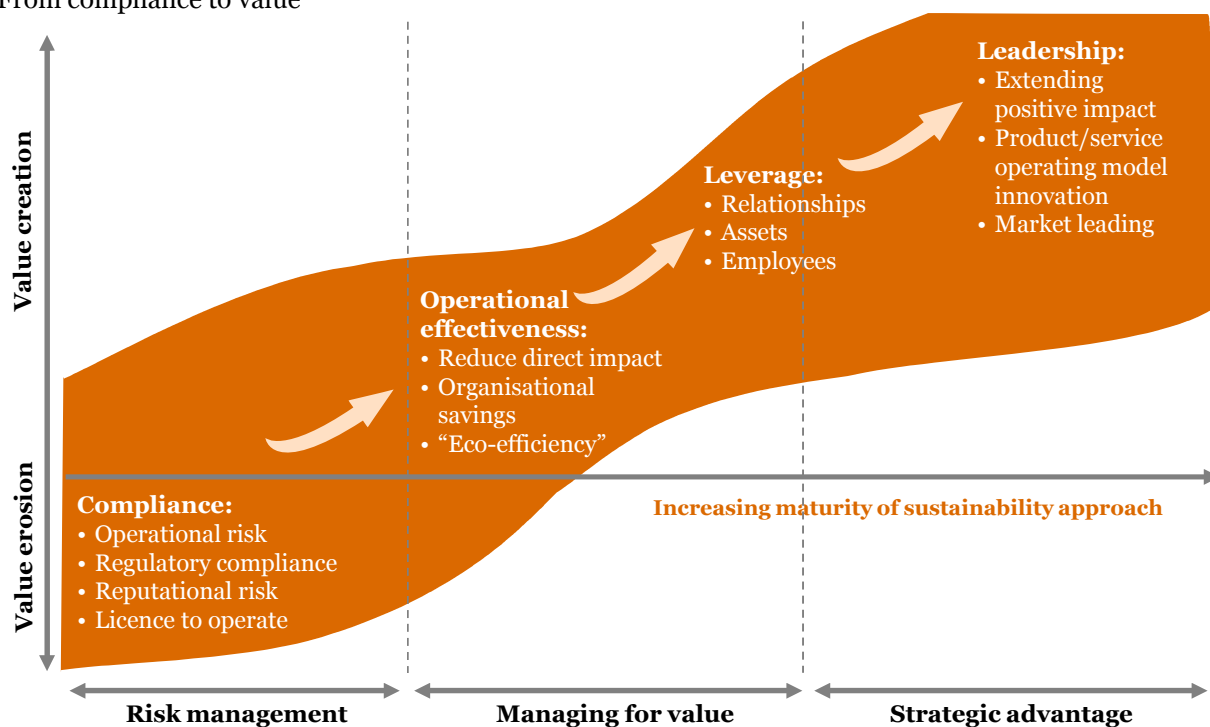 From compliance to value
Value creation
Value erosion
Leadership:
• Extending
positive impact
• Product/service
operating model
innovation
• Market leading
Leverage:
• Relationships
• Assets
• Employees
Operational
effectiveness:
• Reduce direct impact
• Organisational
savings
• “Eco-efficiency”
Compliance:
• Operational risk
• Regulatory compliance
• Reputational risk
• Licence to operate
Increasing maturity of sustainability approach
Risk management
Managing for value
Strategic advantage